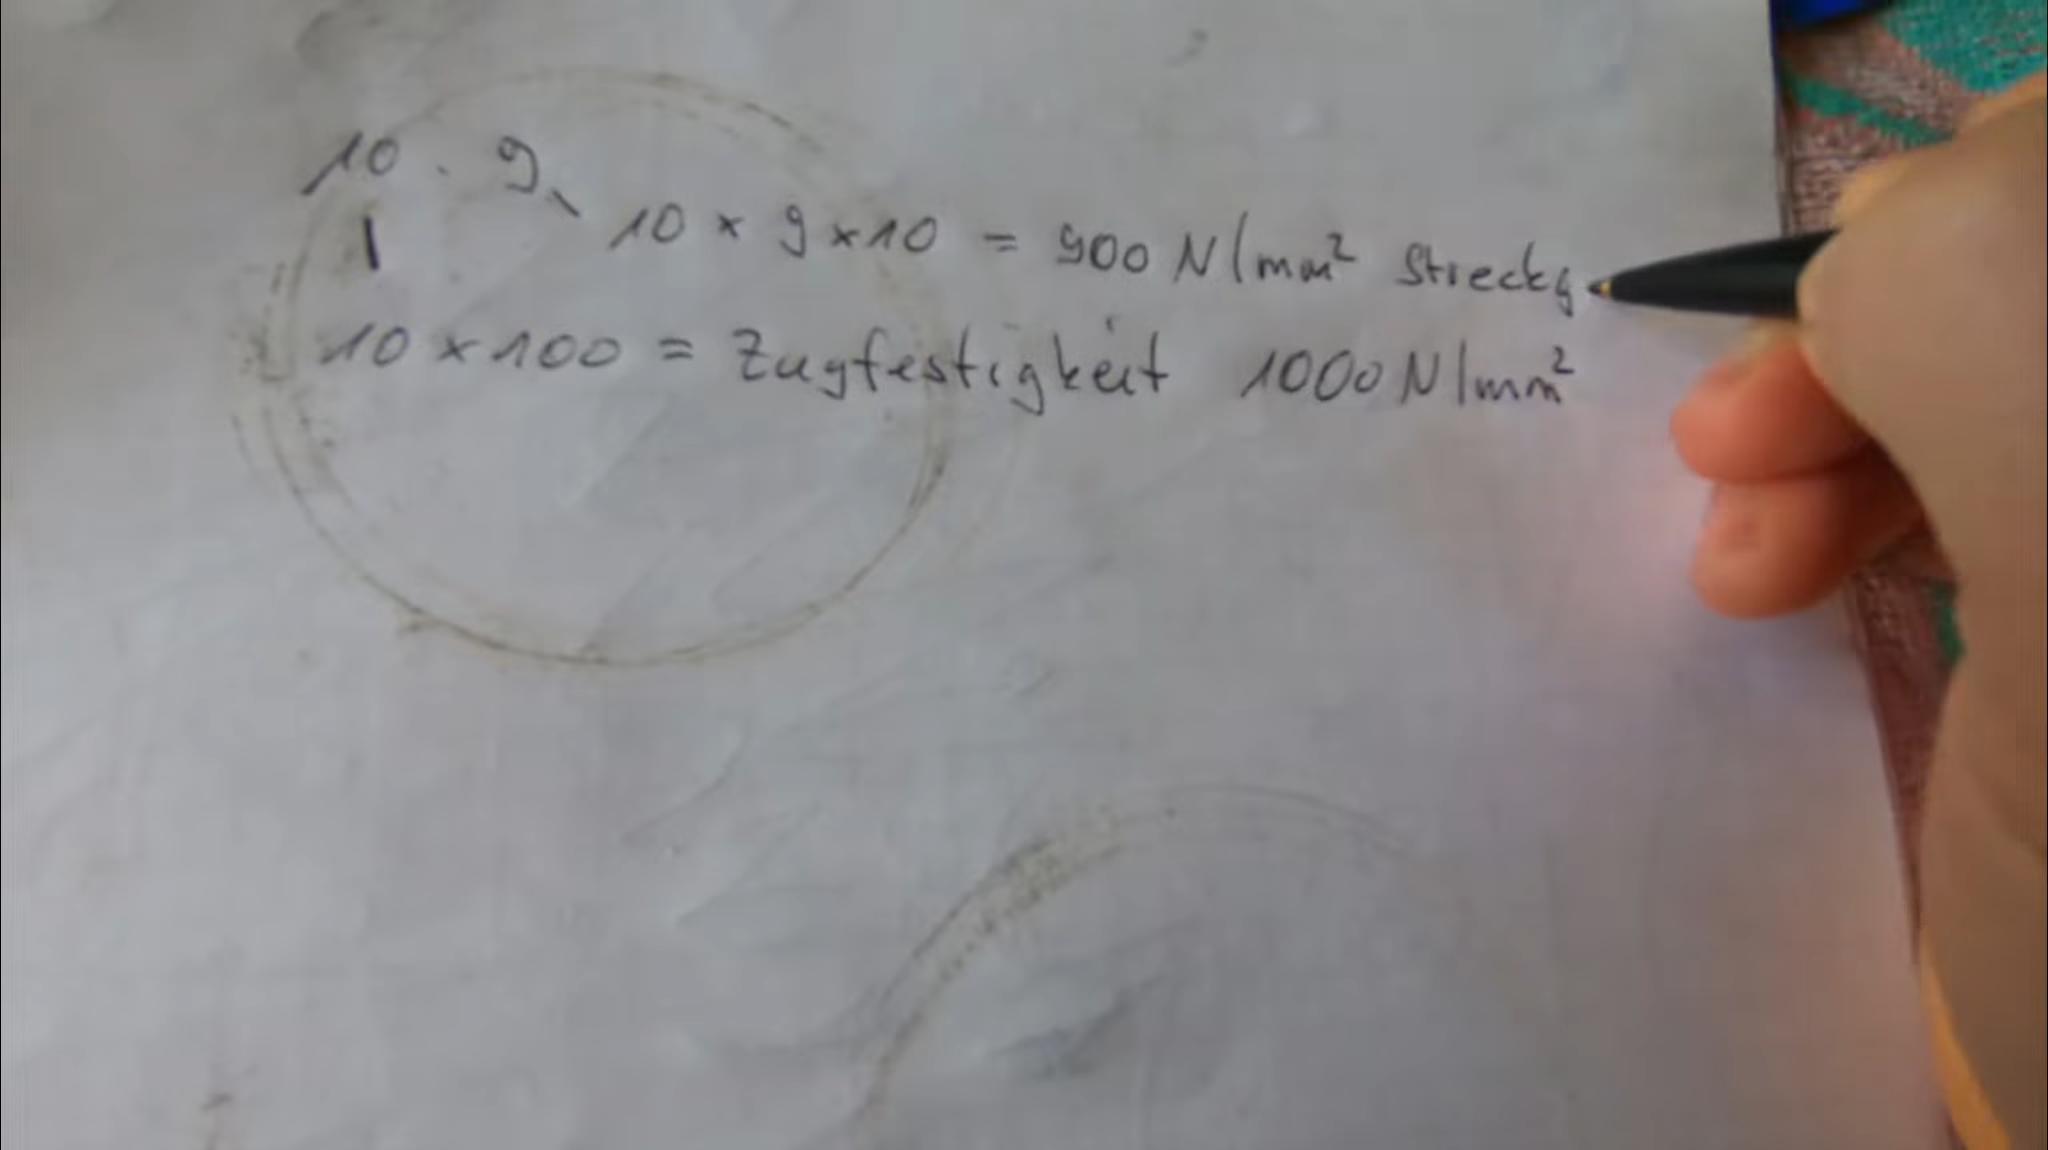 10 . 9
10 x 9 x 10 = 900 N/mm² Streckg
10 x 100 = Zugfestigkeit 1000 N/mm²